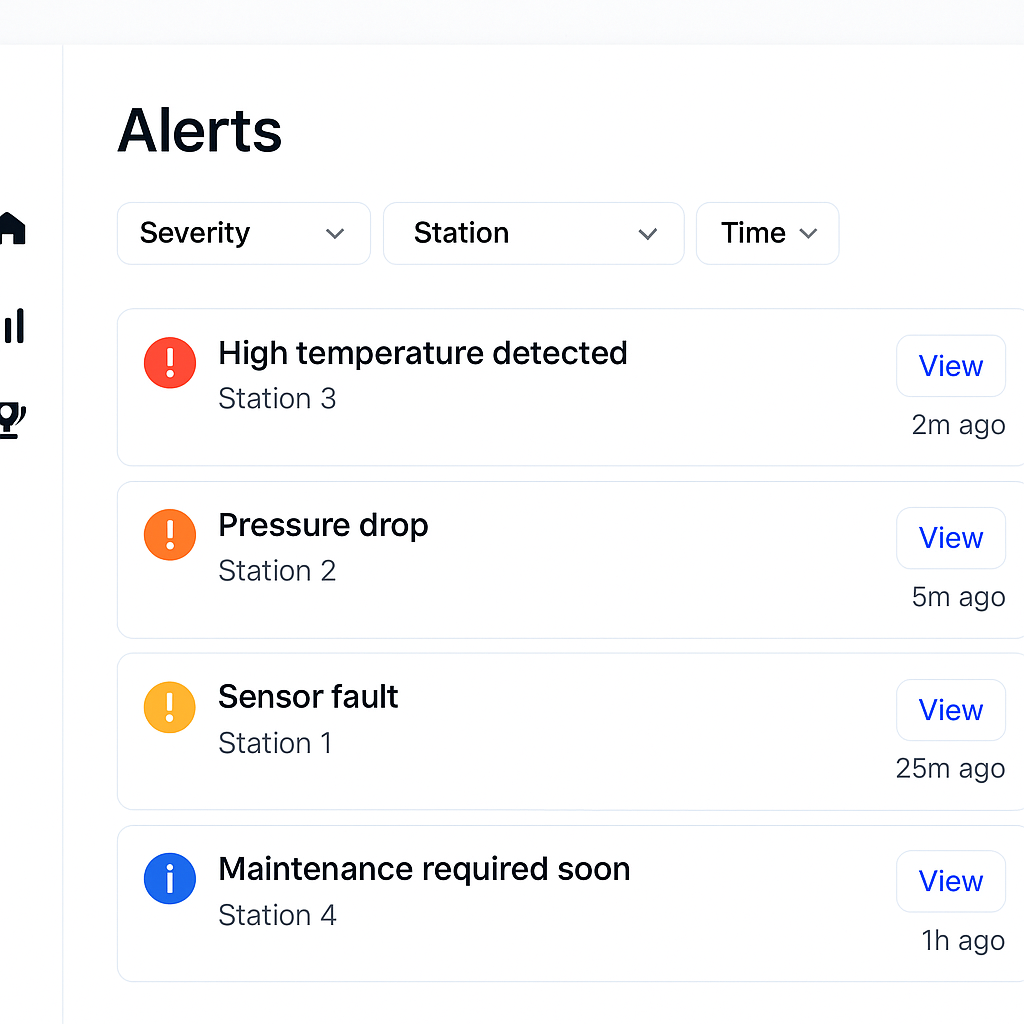 Alerts
Severity
Station
Time
High temperature detected
Station 3
View
2m ago
Pressure drop
Station 2
View
5m ago
Sensor fault
Station 1
View
25m ago
Maintenance required soon
Station 4
View
1h ago